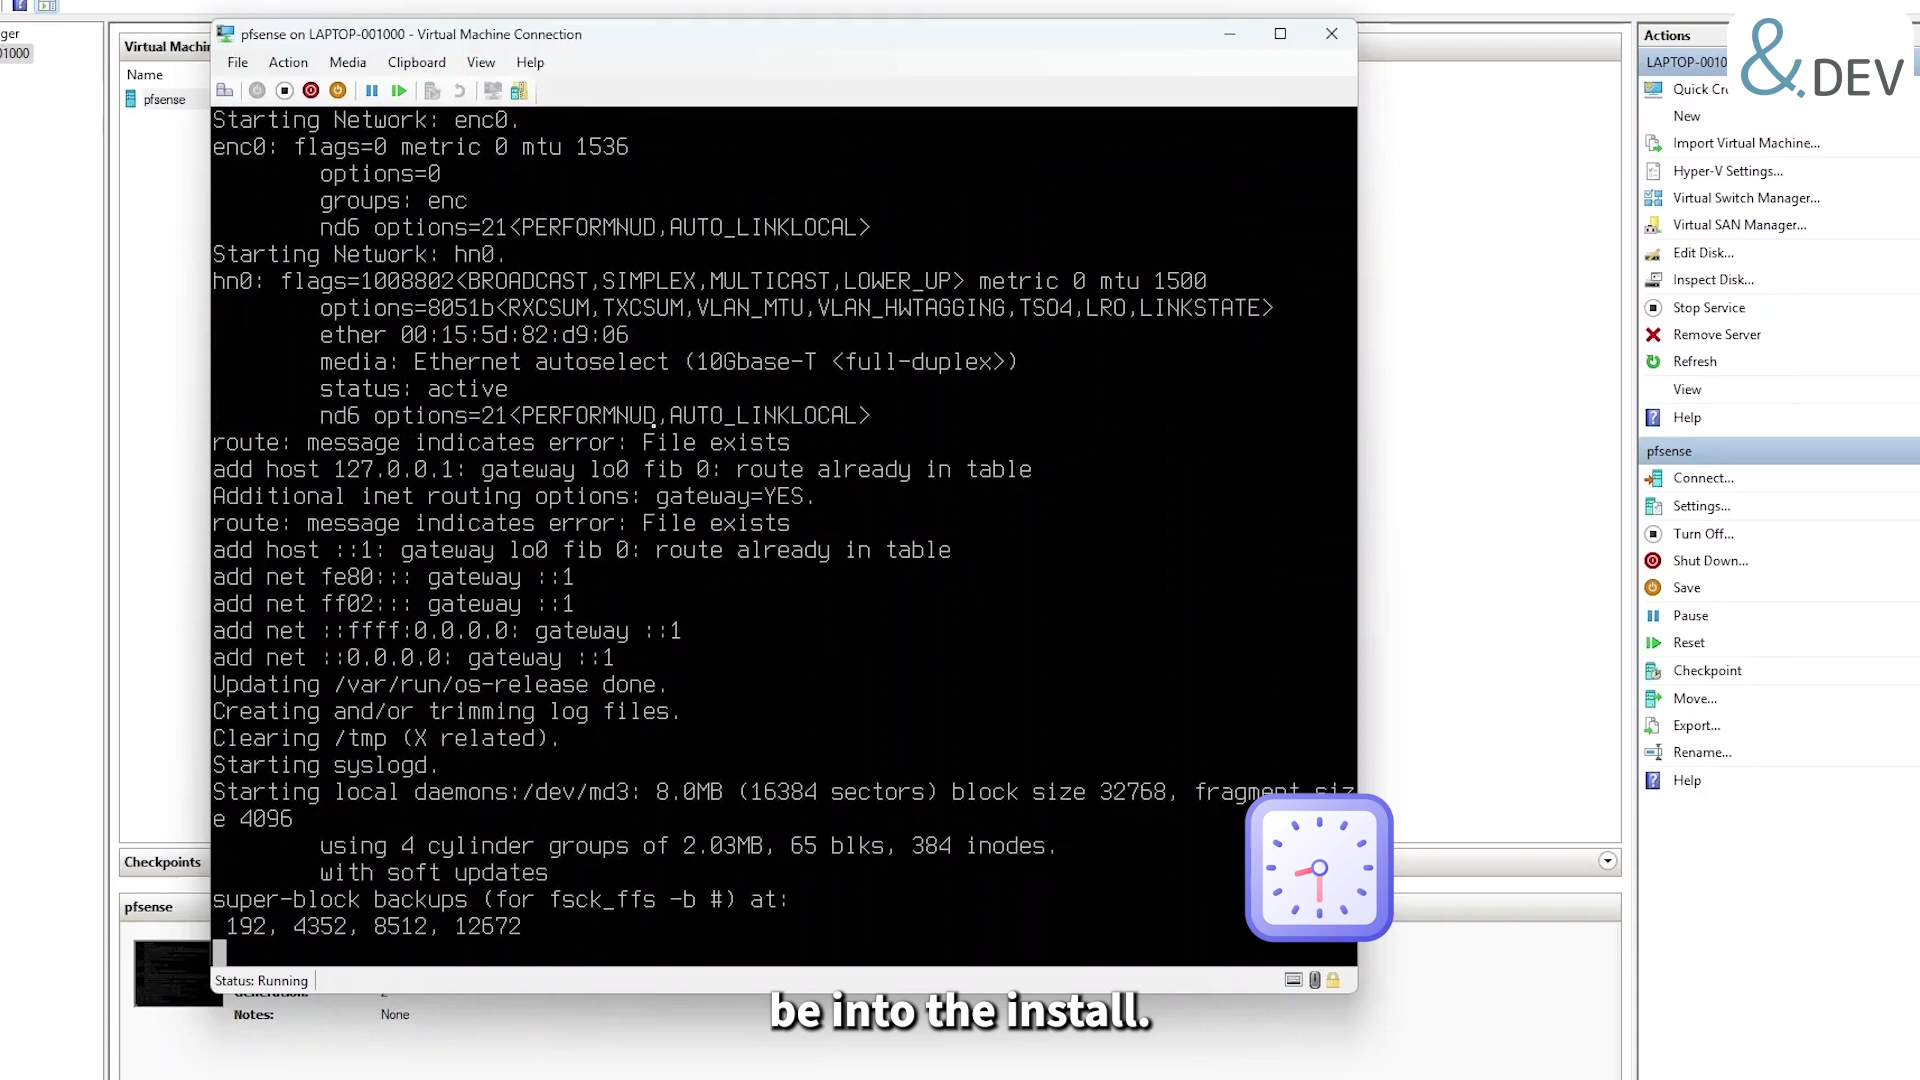 ger
01000
Virtual Machin
Name
pfsense
pfsense on LAPTOP-001000 - Virtual Machine Connection
File Action Media Clipboard View Help
Starting Network: enc0.
enc0: flags=0 metric 0 mtu 1536
options=0
groups: enc
nd6 options=21<PERFORMNUD,AUTO_LINKLOCAL>
Starting Network: hn0.
hn0: flags=1008802<BROADCAST,SIMPLEX,MULTICAST,LOWER_UP> metric 0 mtu 1500
options=8051b<RXCSUM,TXCSUM,VLAN_MTU,VLAN_HWTAGGING,TSO4,LRO,LINKSTATE>
ether 00:15:5d:82:d9:06
media: Ethernet autoselect (10Gbase-T <full-duplex>)
status: active
nd6 options=21<PERFORMNUD,AUTO_LINKLOCAL>
route: message indicates error: File exists
add host 127.0.0.1: gateway lo0 fib 0: route already in table
Additional inet routing options: gateway=YES.
route: message indicates error: File exists
add host ::1: gateway lo0 fib 0: route already in table
add net fe80::: gateway ::1
add net ff02::: gateway ::1
add net ::ffff:0.0.0.0: gateway ::1
add net ::0.0.0.0: gateway ::1
Updating /var/run/os-release done.
Creating and/or trimming log files.
Clearing /tmp (X related).
Starting syslogd.
Starting local daemons:/dev/md3: 8.0MB (16384 sectors) block size 32768, fragment siz
e 4096
using 4 cylinder groups of 2.03MB, 65 blks, 384 inodes.
with soft updates
super-block backups (for fsck_ffs -b #) at:
192, 4352, 8512, 12672
Status: Running
Checkpoints
pfsense
Notes: None
be into the install.
Actions
LAPTOP-0010
Quick Cr
New
Import Virtual Machine...
Hyper-V Settings...
Virtual Switch Manager...
Virtual SAN Manager...
Edit Disk...
Inspect Disk...
Stop Service
Remove Server
Refresh
View
Help
pfsense
Connect...
Settings...
Turn Off...
Shut Down...
Save
Pause
Reset
Checkpoint
Move...
Export...
Rename...
Help
&.DEV